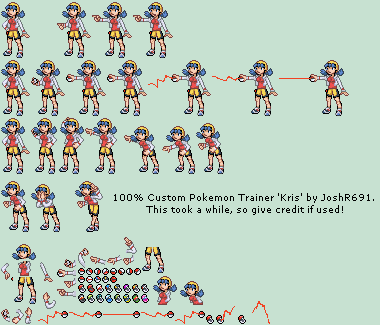 100% Custom Pokemon Trainer 'Kris' by JoshR691.
This took a while, so give credit if used!